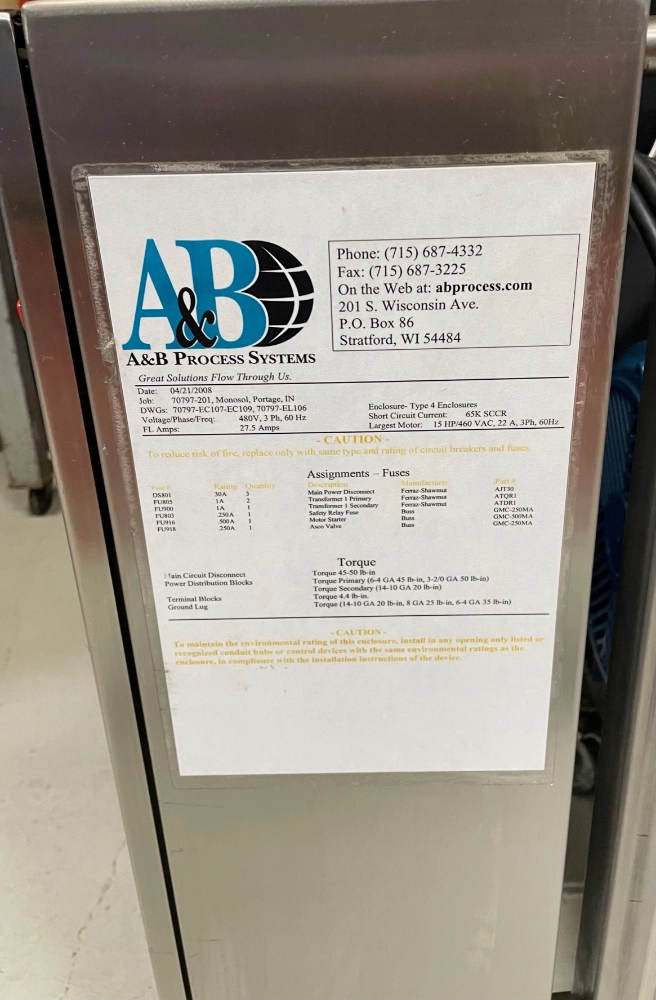 A&B
A&B PROCESS SYSTEMS
Great Solutions Flow Through Us.
Phone: (715) 687-4332
Fax: (715) 687-3225
On the Web at: abprocess.com
201 S. Wisconsin Ave.
P.O. Box 86
Stratford, WI 54484
Date: 04/21/2008
Job: 70797-201, Monosol, Portage, IN
DWGs: 70797-EC107-EC109, 70797-EL106
Voltage/Phase/Freq: 480V, 3 Ph, 60 Hz
FL Amps: 27.5 Amps
Enclosure- Type 4 Enclosures
Short Circuit Current: 65K SCCR
Largest Motor: 15 HP/460 VAC, 22 A, 3Ph, 60Hz
- CAUTION -
To reduce risk of fire, replace only with same type and rating of circuit breakers and fuses.
Assignments – Fuses
Fuse # Rating Quantity Description Manufacturer Part #
DS801 30A 3 Main Power Disconnect Ferraz-Shawmut AJT30
FU805 1A 2 Transformer 1 Primary Ferraz-Shawmut ATQR1
FU900 1A 1 Transformer 1 Secondary Ferraz-Shawmut ATDR1
FU803 .250A 1 Safety Relay Fuse Buss GMC-250MA
FU916 .500A 1 Motor Starter Buss GMC-500MA
FU918 .250A 1 Asco Valve Buss GMC-250MA
Torque
Main Circuit Disconnect Torque 45-50 lb-in
Power Distribution Blocks Torque Primary (6-4 GA 45 lb-in, 3-2/0 GA 50 lb-in)
Torque Secondary (14-10 GA 20 lb-in)
Terminal Blocks Torque 4.4 lb-in.
Ground Lug Torque (14-10 GA 20 lb-in, 8 GA 25 lb-in, 6-4 GA 35 lb-in)
- CAUTION -
To maintain the environmental rating of this enclosure, install in any opening only listed or
recognized conduit hubs or control devices with the same environmental ratings as the
enclosure, in compliance with the installation instructions of the device.